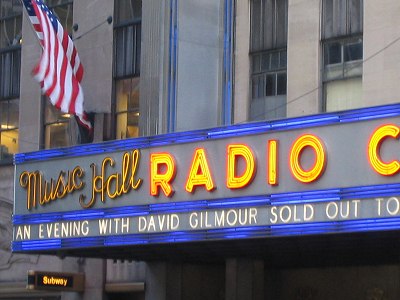 Music Hall RADIO C
AN EVENING WITH DAVID GILMOUR SOLD OUT TO
Subway